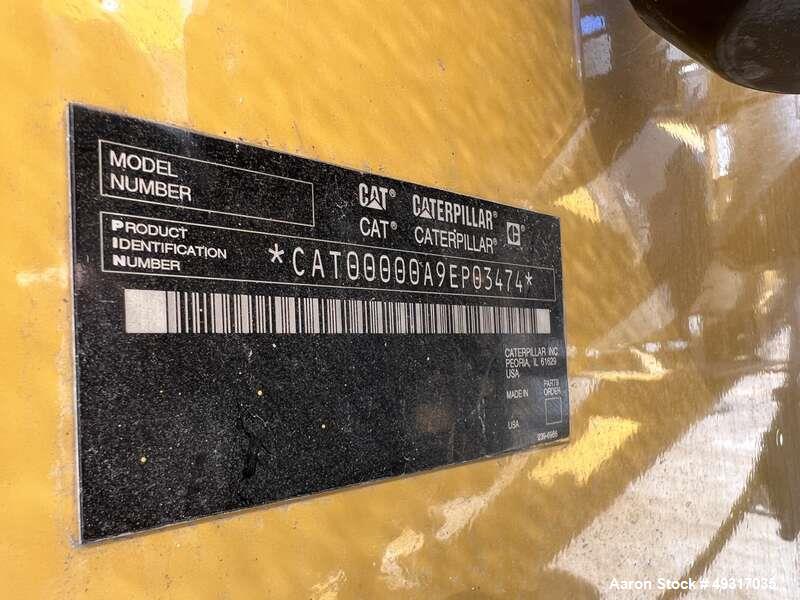 MODEL
NUMBER
CAT® CATERPILLAR®
CAT® CATERPILLAR®
PRODUCT
IDENTIFICATION
NUMBER
*CAT00000A9EP03474*
CATERPILLAR INC
PEORIA, IL 61629
USA
MADE IN
PARTS
ORDER
USA
Aaron Stock # 49317035